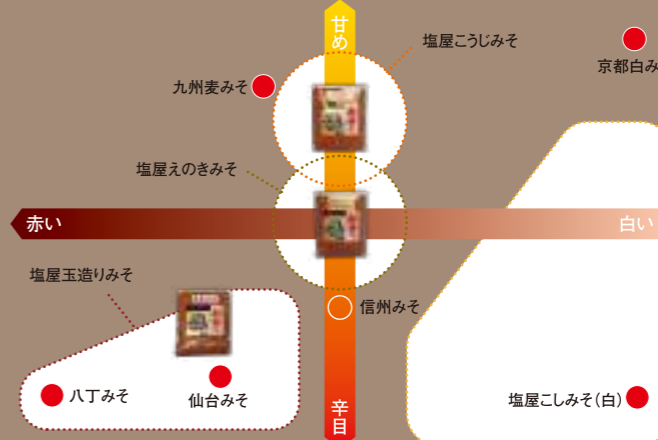 甘め
塩屋こうじみそ
京都白み
九州麦みそ
塩屋えのきみそ
赤い
白い
塩屋玉造りみそ
信州みそ
八丁みそ
仙台みそ
塩屋こしみそ(白)
辛目